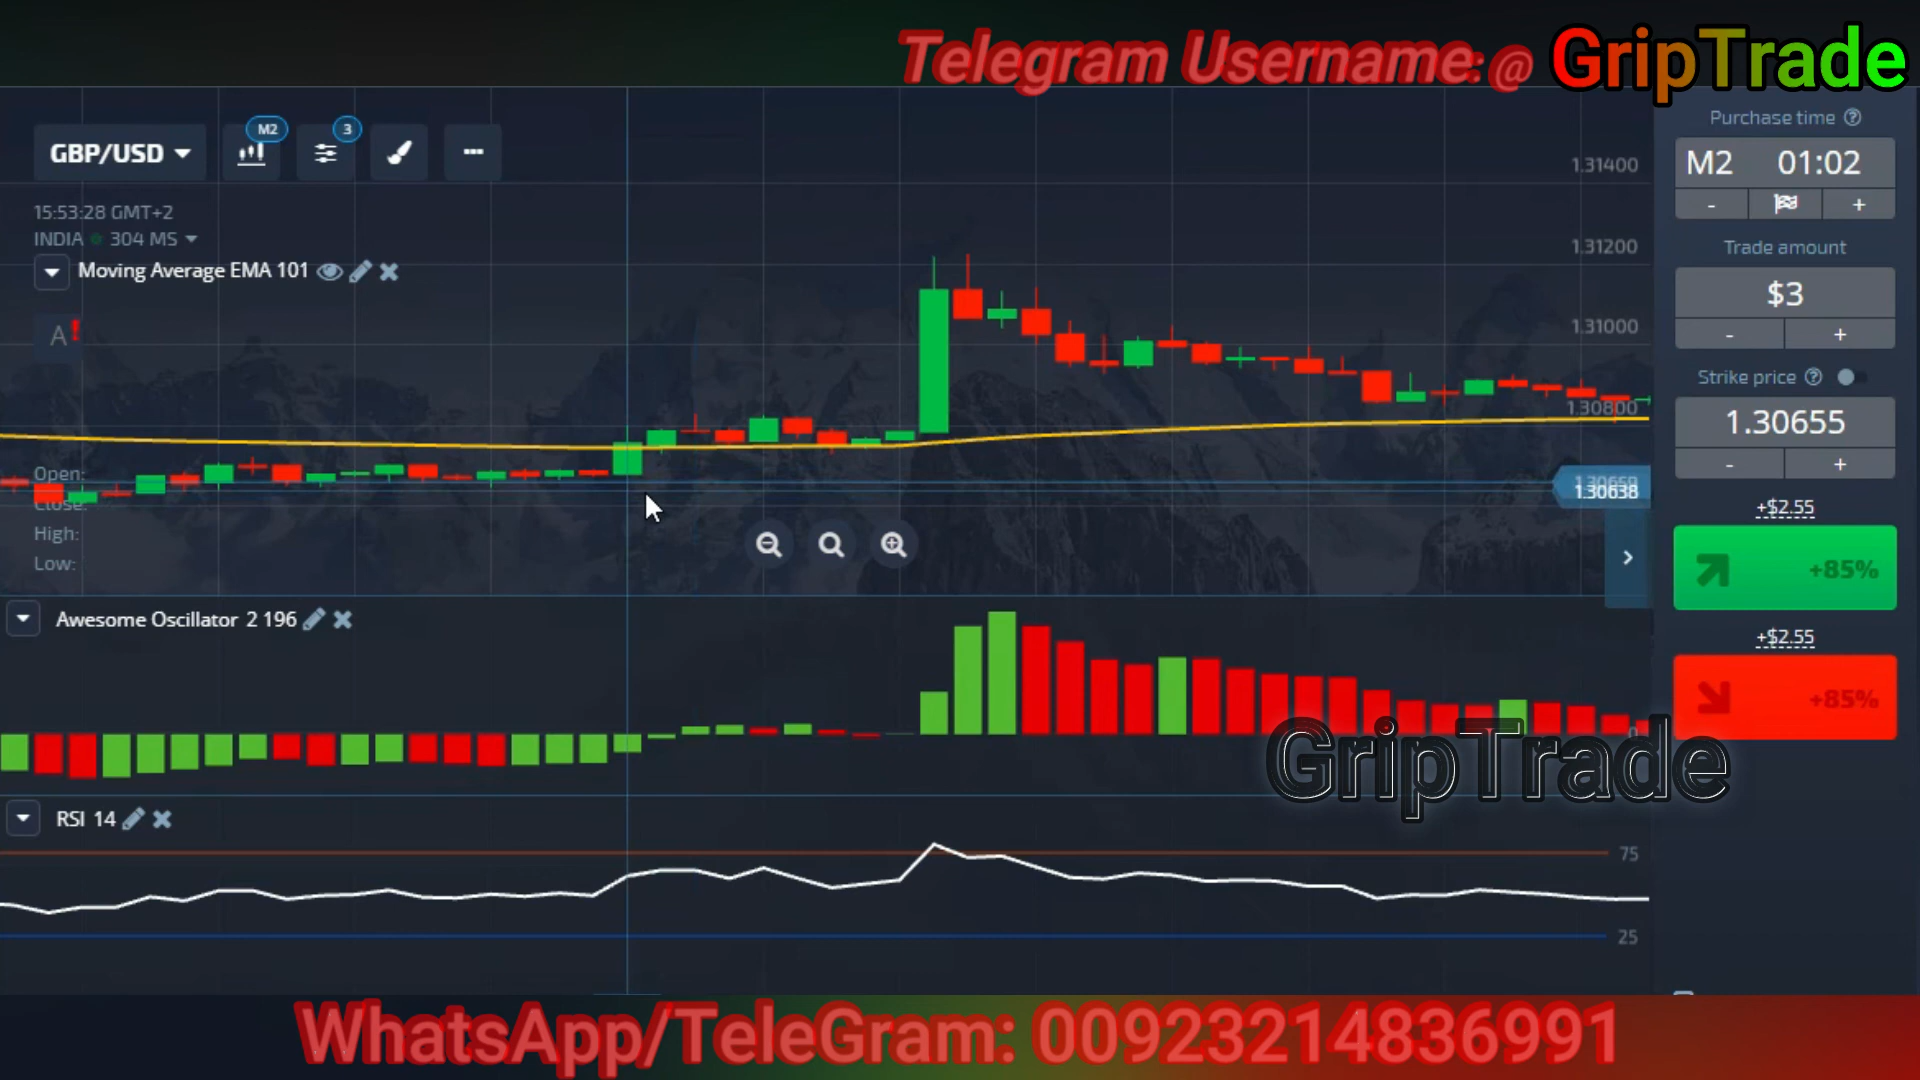 Telegram Username:@ GripTrade
GBP/USD
M2
3
15:53:28 GMT+2
INDIA 304 MS
Moving Average EMA 101
A!
Open:
Close:
High:
Low:
1.31400
1.31200
1.31000
1.30800
1.30638
Purchase time ?
M2 01:02
- +
Trade amount
$3
- +
Strike price ?
1.30655
- +
+$2.55
+85%
+$2.55
+85%
Awesome Oscillator 2 196
0
GripTrade
RSI 14
75
25
WhatsApp/TeleGram: 00923214836991